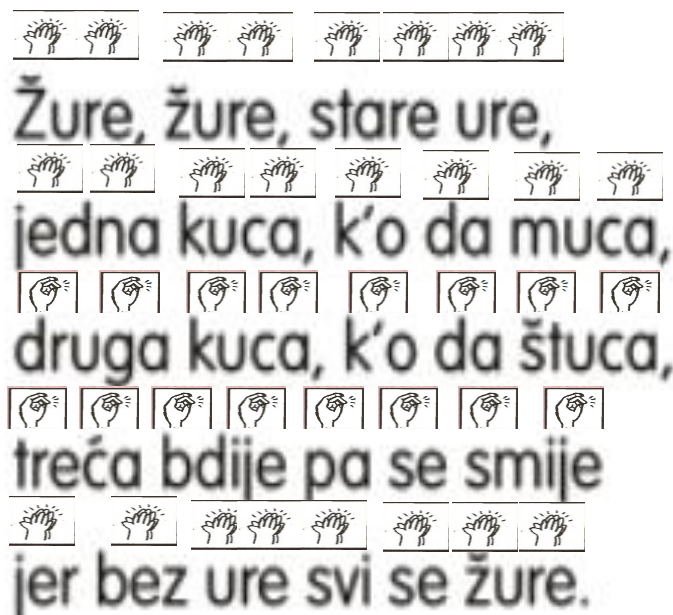 Žure, žure, stare ure,
jedna kuca, k'o da muca,
druga kuca, k'o da štuca,
treća bdije pa se smije
jer bez ure svi se žure.